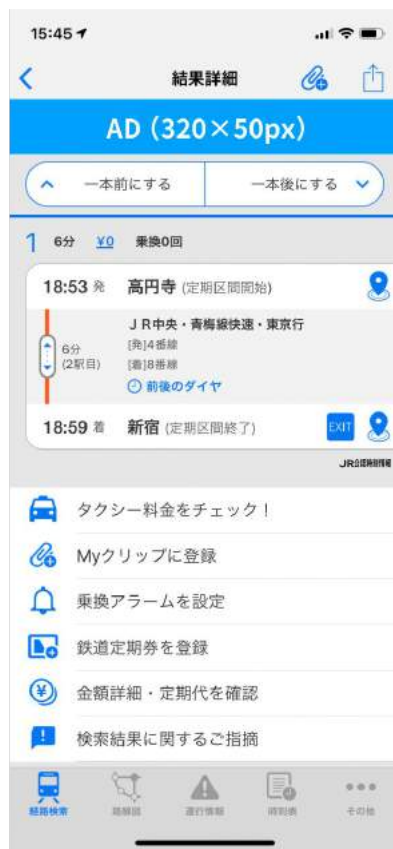 15:45
結果詳細
AD（320×50px）
一本前にする 一本後にする
1 6分 ¥0 乗換0回
18:53 発 高円寺 (定期区間開始)
ＪＲ中央・青梅線快速・東京行
6分 [発]4番線
(2駅目) [着]8番線
前後のダイヤ
18:59 着 新宿 (定期区間終了) EXIT
JR公認時刻情報
タクシー料金をチェック！
Myクリップに登録
乗換アラームを設定
鉄道定期券を登録
金額詳細・定期代を確認
検索結果に関するご指摘
経路検索 路線図 運行情報 時刻表 その他